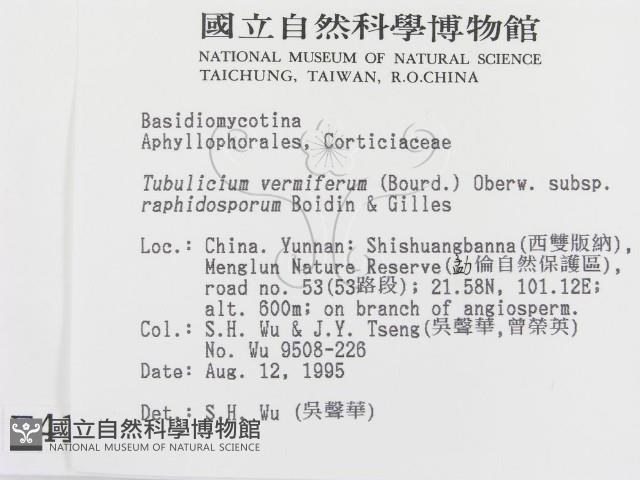 國立自然科學博物館
NATIONAL MUSEUM OF NATURAL SCIENCE
TAICHUNG, TAIWAN, R.O.CHINA
Basidiomycotina
Aphyllophorales, Corticiaceae
Tubulicium vermiferum (Bourd.) Oberw. subsp.
raphidosporum Boidin & Gilles
Loc.: China. Yunnan: Shishuangbanna(西雙版納),
Menglun Nature Reserve(勐倫自然保護區),
road no. 53(53路段); 21.58N, 101.12E;
alt. 600m; on branch of angiosperm.
Col.: S.H. Wu & J.Y. Tseng(吳聲華,曾榮英)
No. Wu 9508-226
Date: Aug. 12, 1995
Det.: S.H. Wu (吳聲華)
國立自然科學博物館
NATIONAL MUSEUM OF NATURAL SCIENCE